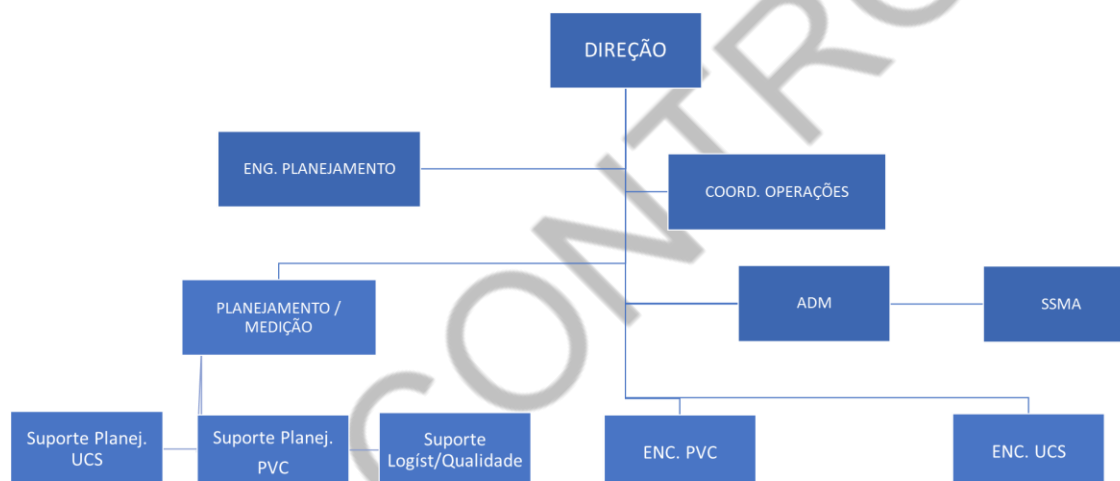 DIREÇÃO
ENG. PLANEJAMENTO
COORD. OPERAÇÕES
PLANEJAMENTO /
MEDIÇÃO
ADM
SSMA
Suporte Planej.
UCS
Suporte Planej.
PVC
Suporte
Logíst/Qualidade
ENC. PVC
ENC. UCS
CONTRO